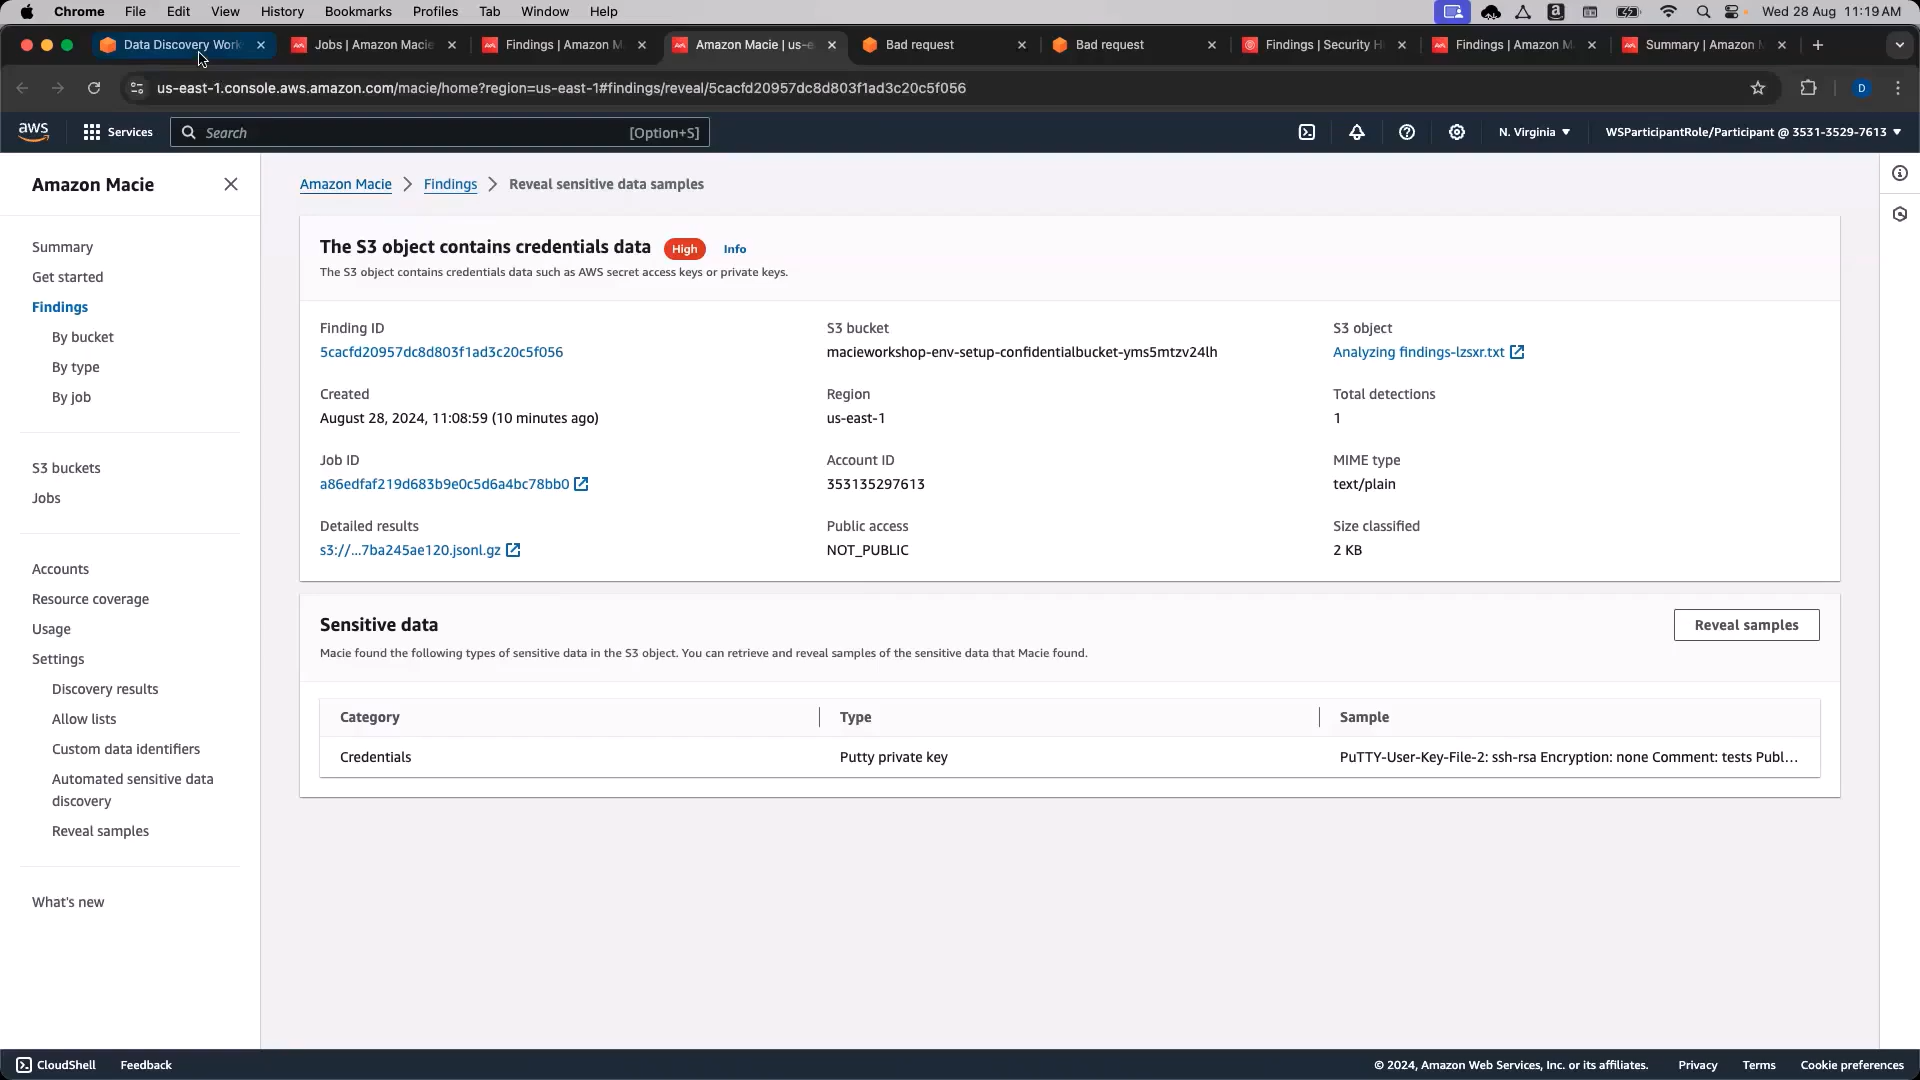 Chrome File Edit View History Bookmarks Profiles Tab Window Help Wed 28 Aug 11:19 AM
Data Discovery Work Jobs | Amazon Macie Findings | Amazon M Amazon Macie | us-e Bad request Bad request Findings | Security H Findings | Amazon M Summary | Amazon M
us-east-1.console.aws.amazon.com/macie/home?region=us-east-1#findings/reveal/5cacfd20957dc8d803f1ad3c20c5f056 D
aws Services Search [Option+S] N. Virginia WSParticipantRole/Participant @ 3531-3529-7613
Amazon Macie
Summary
Get started
Findings
By bucket
By type
By job
S3 buckets
Jobs
Accounts
Resource coverage
Usage
Settings
Discovery results
Allow lists
Custom data identifiers
Automated sensitive data
discovery
Reveal samples
What's new
Amazon Macie Findings Reveal sensitive data samples
The S3 object contains credentials data High Info
The S3 object contains credentials data such as AWS secret access keys or private keys.
Finding ID S3 bucket S3 object
5cacfd20957dc8d803f1ad3c20c5f056 macieworkshop-env-setup-confidentialbucket-yms5mtzv24lh Analyzing findings-lzsxr.txt
Created Region Total detections
August 28, 2024, 11:08:59 (10 minutes ago) us-east-1 1
Job ID Account ID MIME type
a86edfaf219d683b9e0c5d6a4bc78bb0 353135297613 text/plain
Detailed results Public access Size classified
s3://...7ba245ae120.jsonl.gz NOT_PUBLIC 2 KB
Sensitive data Reveal samples
Macie found the following types of sensitive data in the S3 object. You can retrieve and reveal samples of the sensitive data that Macie found.
Category Type Sample
Credentials Putty private key PuTTY-User-Key-File-2: ssh-rsa Encryption: none Comment: tests Publ...
CloudShell Feedback © 2024, Amazon Web Services, Inc. or its affiliates. Privacy Terms Cookie preferences